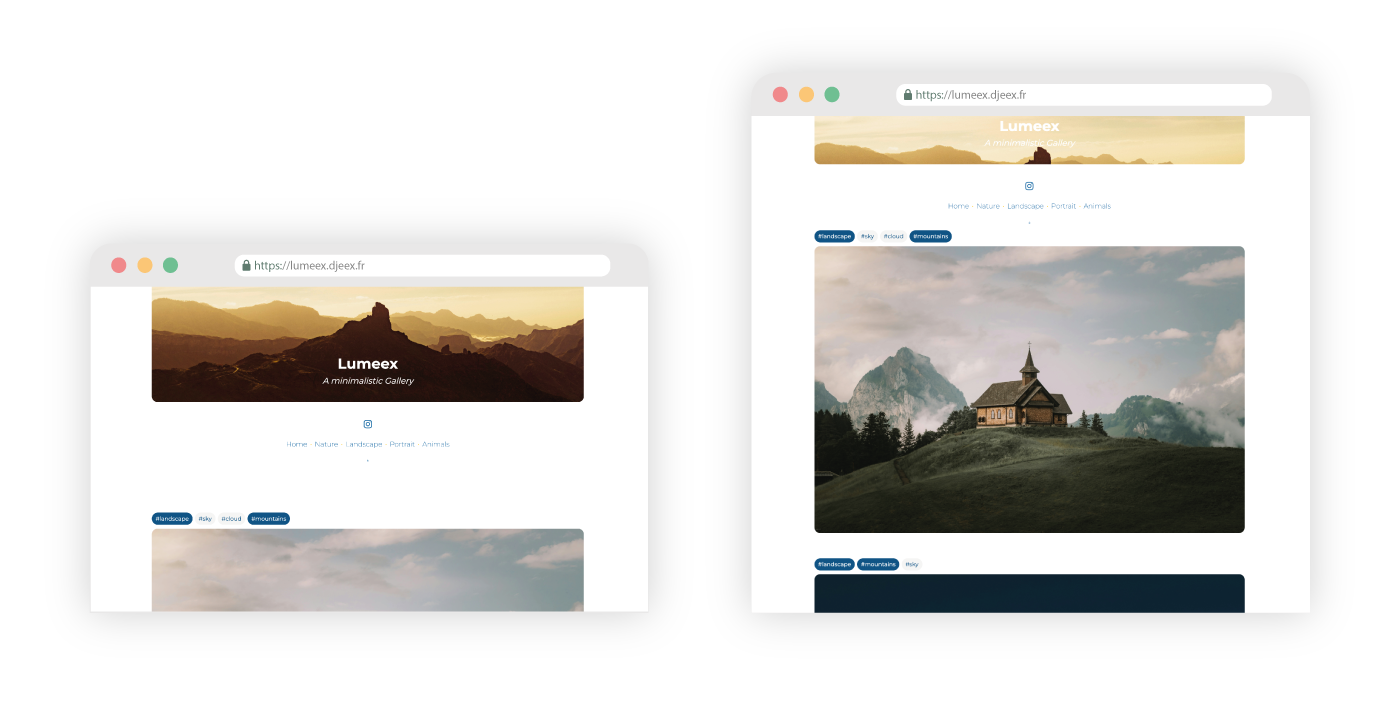 https://lumeex.djeex.fr
Lumeex
A minimalistic Gallery
Home · Nature · Landscape · Portrait · Animals
#landscape #sky #cloud #mountains
https://lumeex.djeex.fr
Lumeex
A minimalistic Gallery
Home · Nature · Landscape · Portrait · Animals
#landscape #sky #cloud #mountains
#landscape #mountains #sky